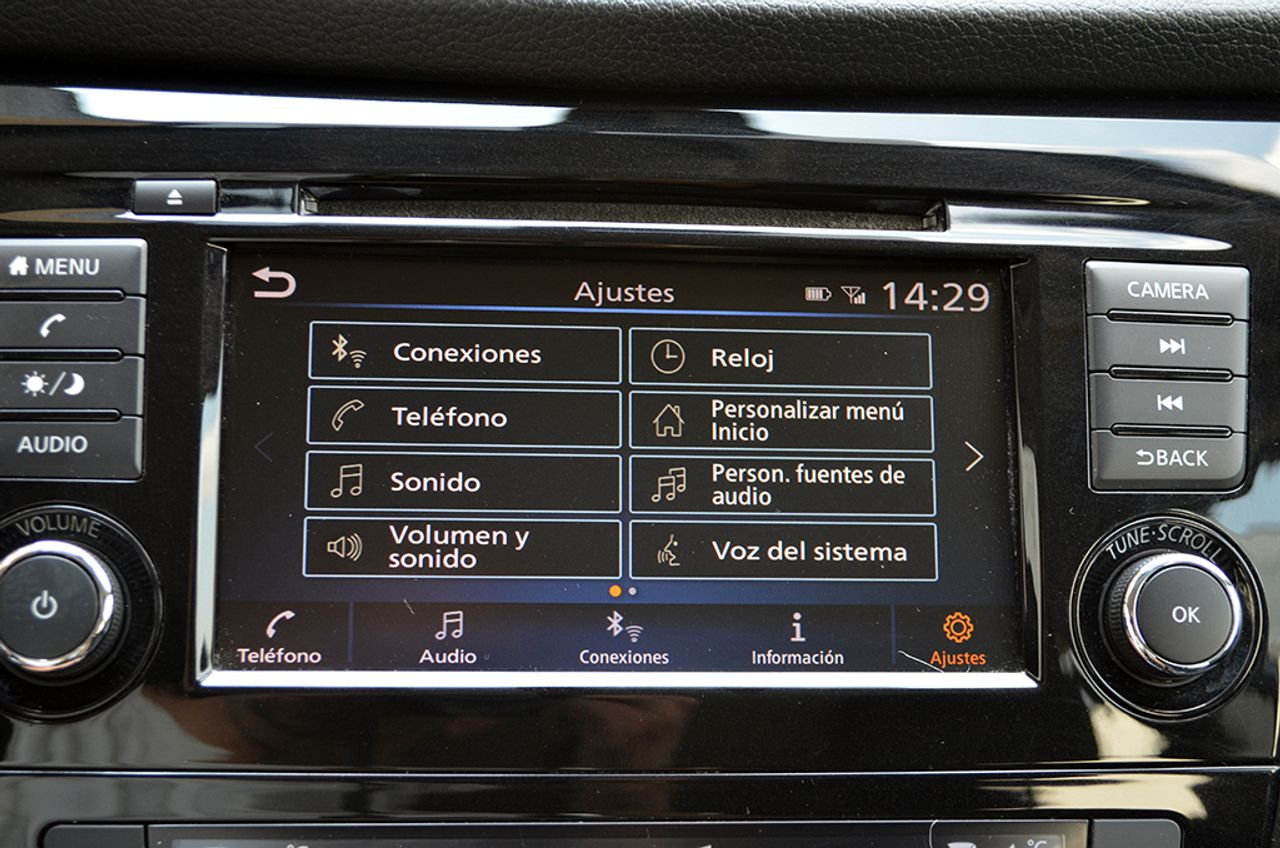 MENU
AUDIO
VOLUME
Ajustes
14:29
Conexiones
Reloj
Teléfono
Personalizar menú
Inicio
Sonido
Person. fuentes de
audio
Volumen y
sonido
Voz del sistema
Teléfono
Audio
Conexiones
Información
Ajustes
CAMERA
BACK
TUNE·SCROLL
OK
°C
°C